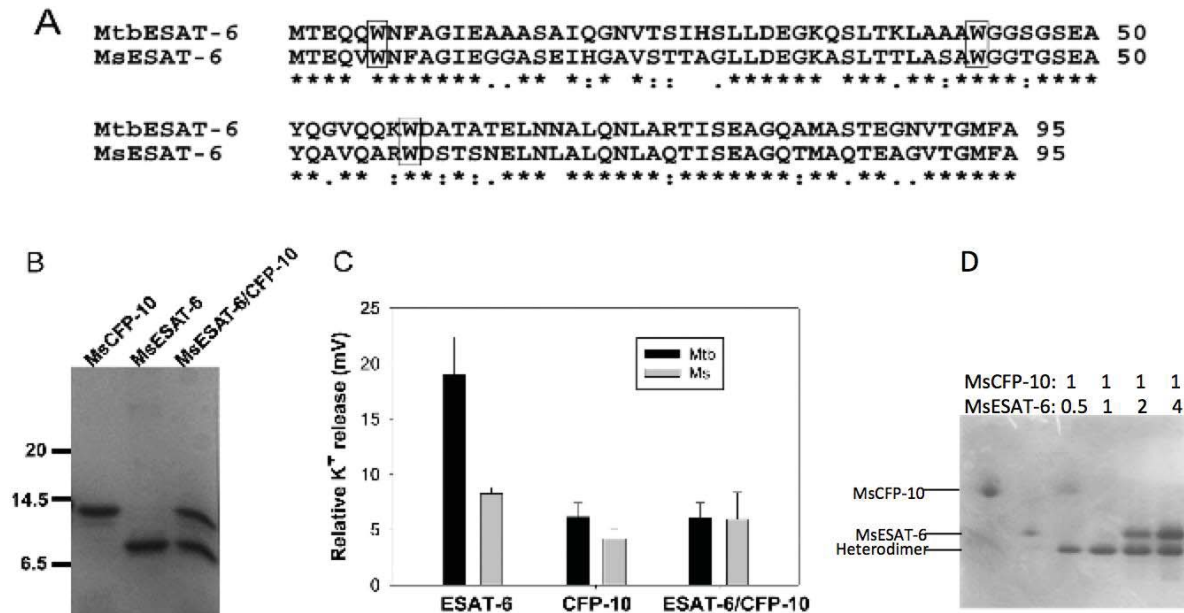 A
MtbESAT-6 MTEQQWNFAGIEAAASAIQGNVTSIHSLLDEGKQSLTKLAAAWGGSGSEA 50
MsESAT-6 MTEQVWNFAGIEGGASEIHGAVSTTAGLLDEGKASLTTLASAWGGTGSEA 50
**** *******..** *:* *:: .****** ***.**:****:****
MtbESAT-6 YQGVQQKWDATATELNNALQNLARTISEAGQAMASTEGNVTGMFA 95
MsESAT-6 YQAVQARWDSTSNELNLALQNLAQTISEAGQTMAQTEAGVTGMFA 95
**.** :**:*:.*** ******:*******:**.**..******
B
MsCFP-10
MsESAT-6
MsESAT-6/CFP-10
20
14.5
6.5
C
Relative K+ release (mV)
25
20
15
10
5
0
Mtb
Ms
ESAT-6 CFP-10 ESAT-6/CFP-10
D
MsCFP-10: 1 1 1 1
MsESAT-6: 0.5 1 2 4
MsCFP-10
MsESAT-6
Heterodimer